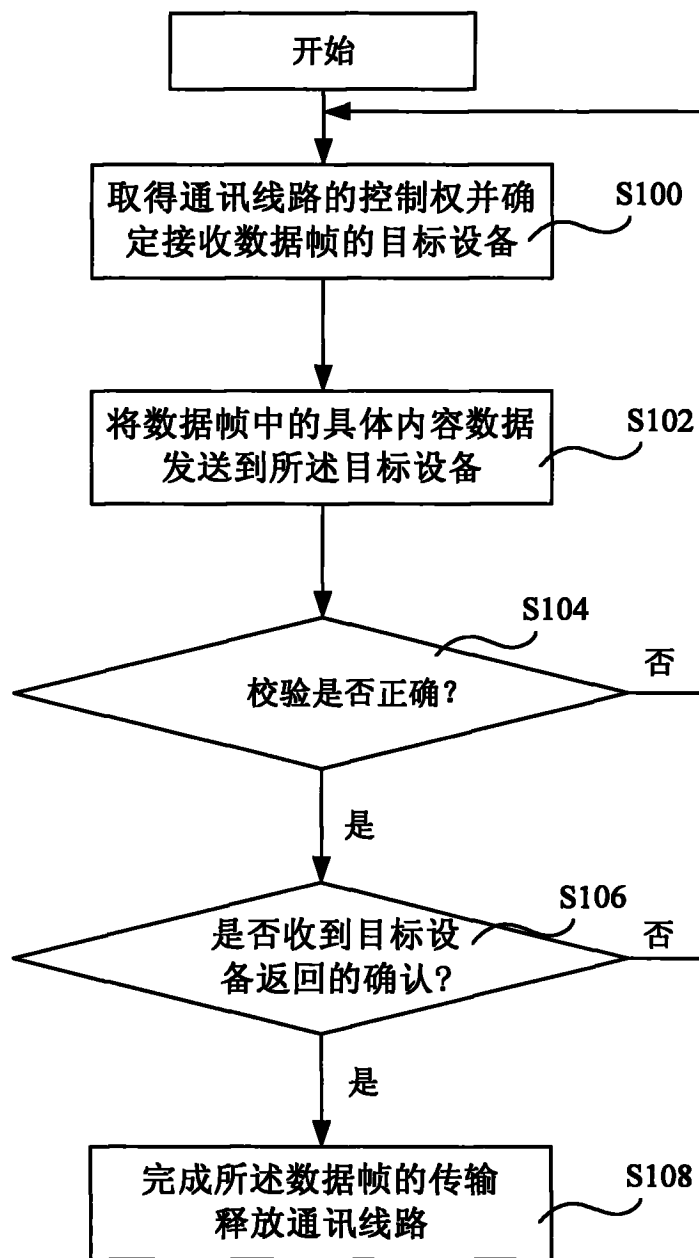 开始
取得通讯线路的控制权并确
定接收数据帧的目标设备
S100
将数据帧中的具体内容数据
发送到所述目标设备
S102
S104
校验是否正确?
否
是
S106
是否收到目标设
备返回的确认?
否
是
完成所述数据帧的传输
释放通讯线路
S108